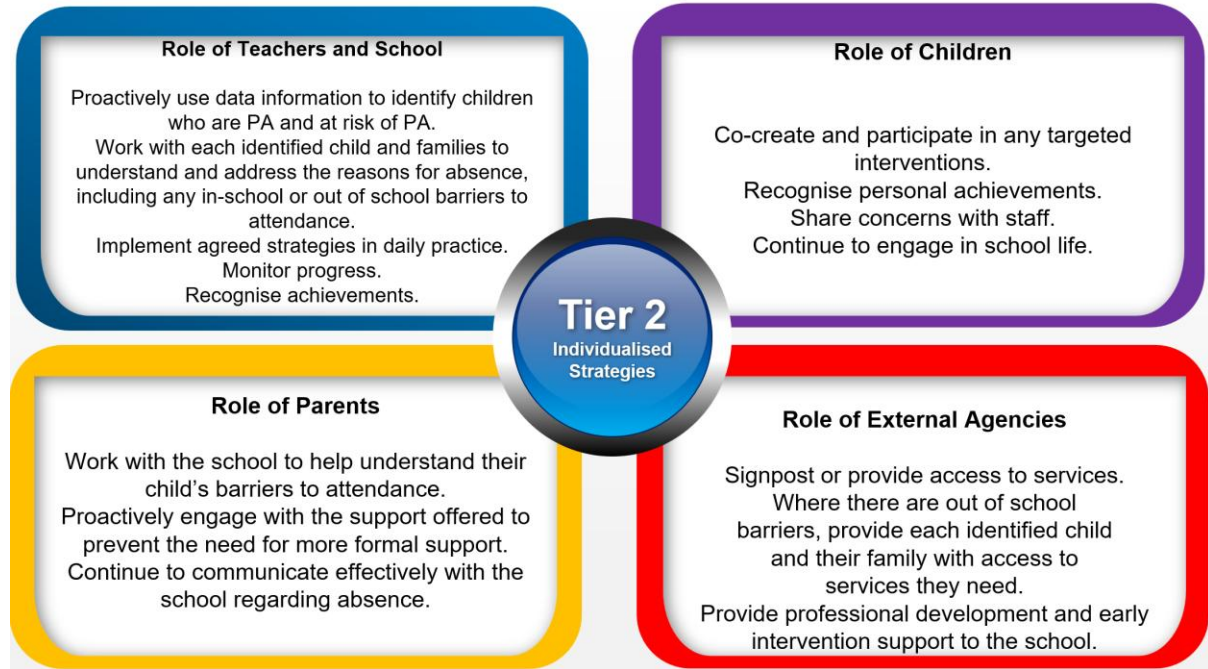 Role of Teachers and School
Proactively use data information to identify children
who are PA and at risk of PA.
Work with each identified child and families to
understand and address the reasons for absence,
including any in-school or out of school barriers to
attendance.
Implement agreed strategies in daily practice.
Monitor progress.
Recognise achievements.
Role of Children
Co-create and participate in any targeted
interventions.
Recognise personal achievements.
Share concerns with staff.
Continue to engage in school life.
Tier 2
Individualised
Strategies
Role of Parents
Work with the school to help understand their
child’s barriers to attendance.
Proactively engage with the support offered to
prevent the need for more formal support.
Continue to communicate effectively with the
school regarding absence.
Role of External Agencies
Signpost or provide access to services.
Where there are out of school
barriers, provide each identified child
and their family with access to
services they need.
Provide professional development and early
intervention support to the school.